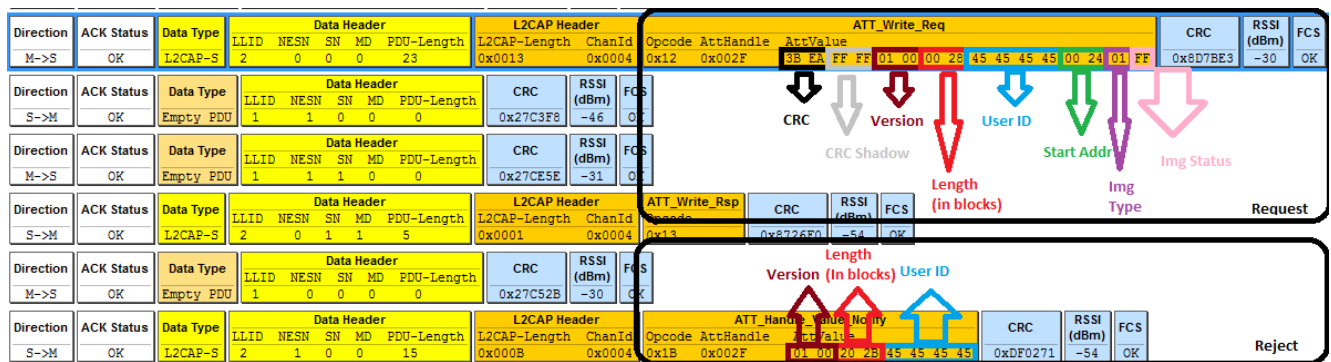 Direction ACK Status Data Type Data Header L2CAP Header ATT_Write_Req CRC RSSI (dBm) FCS
LLID NESN SN MD PDU-Length L2CAP-Length ChanId Opcode AttHandle AttValue
M->S OK L2CAP-S 2 0 0 0 23 0x0013 0x0004 0x12 0x002F 3B EA FF FF 01 00 00 28 45 45 45 45 00 24 01 FF 0x8D7BE3 -30 OK
Direction ACK Status Data Type Data Header CRC RSSI (dBm) FCS
LLID NESN SN MD PDU-Length
S->M OK Empty PDU 1 1 0 0 0 0x27C3F8 -46 OK
CRC Version User ID
CRC Shadow Start Addr Img Status
Direction ACK Status Data Type Data Header CRC RSSI (dBm) FCS
LLID NESN SN MD PDU-Length
M->S OK Empty PDU 1 1 1 0 0 0x27CE5E -31 OK
Length
(in blocks)
Img
Type
Direction ACK Status Data Type Data Header L2CAP Header ATT_Write_Rsp CRC RSSI (dBm) FCS
LLID NESN SN MD PDU-Length L2CAP-Length ChanId Opcode
S->M OK L2CAP-S 2 0 1 1 5 0x0001 0x0004 0x13 0x8726F0 -54 OK
Request
Direction ACK Status Data Type Data Header CRC RSSI (dBm) FCS
LLID NESN SN MD PDU-Length
M->S OK Empty PDU 1 0 0 0 0 0x27C52B -30 OK
Length
Version (In blocks) User ID
Direction ACK Status Data Type Data Header L2CAP Header ATT_Handle_Value_Notify CRC RSSI (dBm) FCS
LLID NESN SN MD PDU-Length L2CAP-Length ChanId Opcode AttHandle AttValue
S->M OK L2CAP-S 2 1 0 0 15 0x000B 0x0004 0x1B 0x002F 01 00 20 2B 45 45 45 45 0xDF0271 -54 OK
Reject